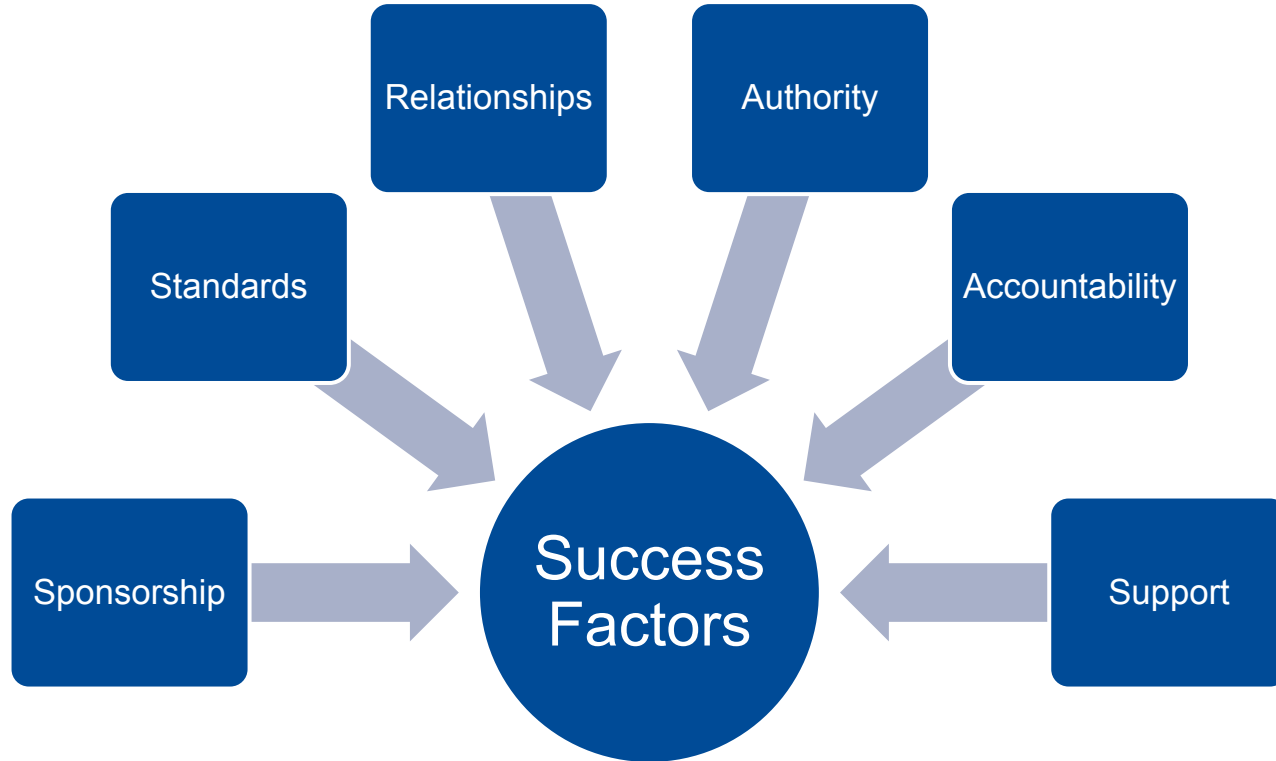 Relationships
Authority
Standards
Accountability
Sponsorship
Success
Factors
Support